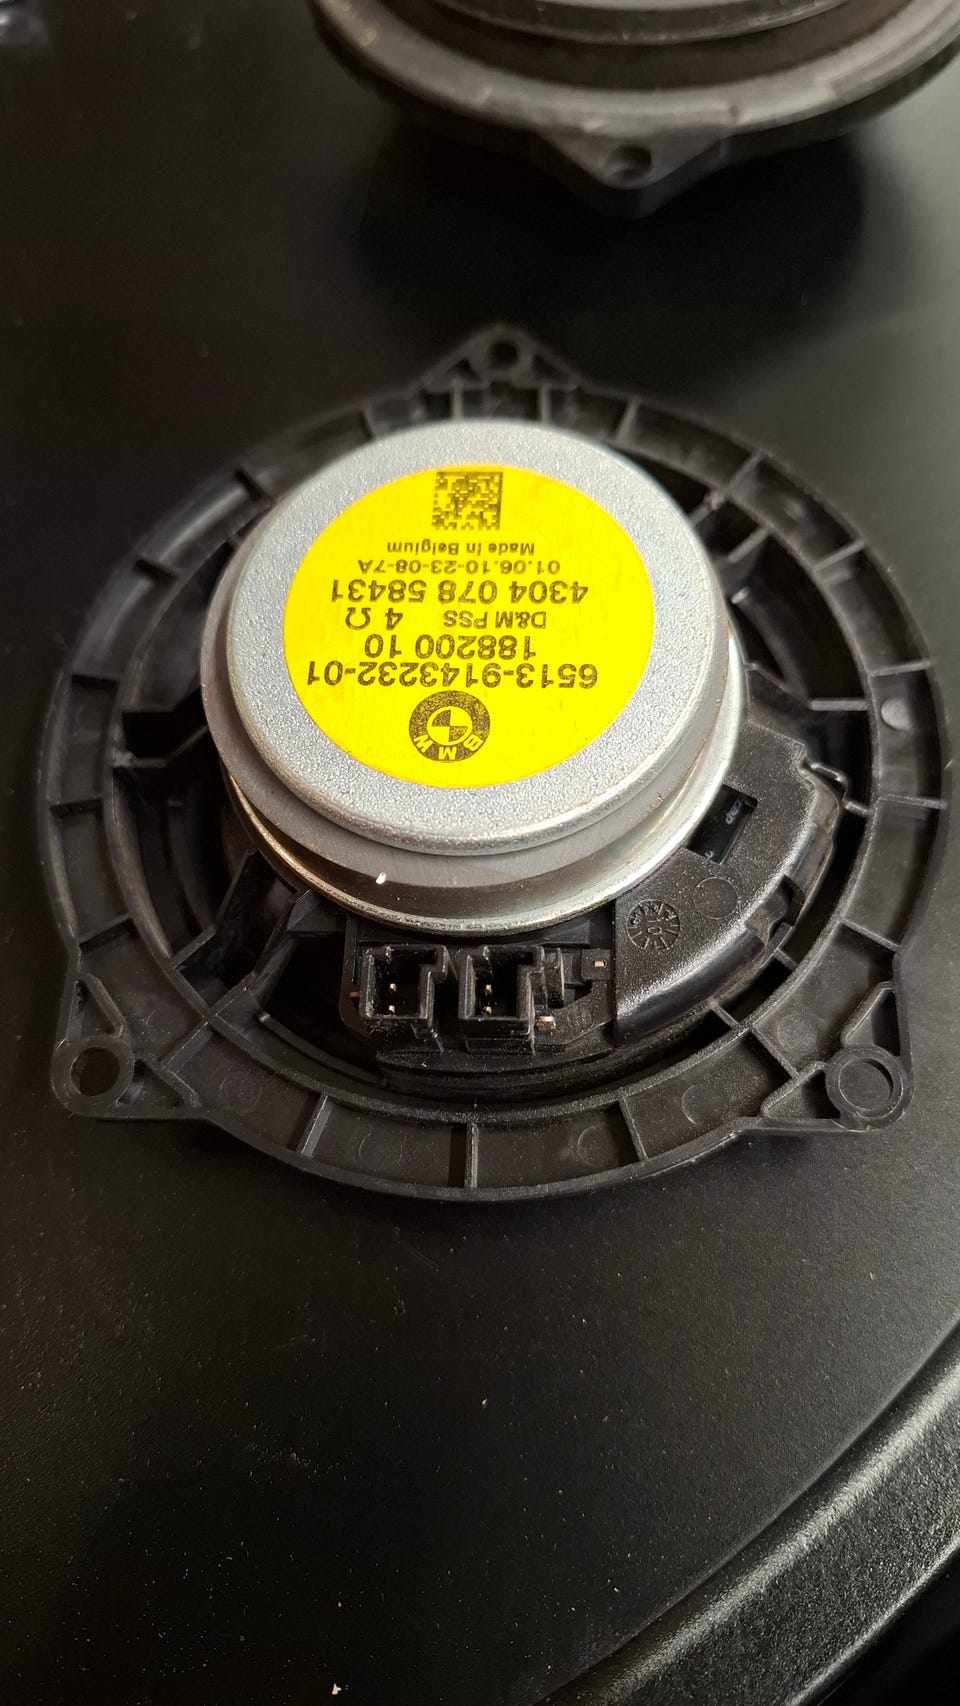 BMW
6513-9143232-01
188200 10
D&M PSS 4 Ω
4304 078 58431
01.06.10-23-08-7A
Made in Belgium
cap